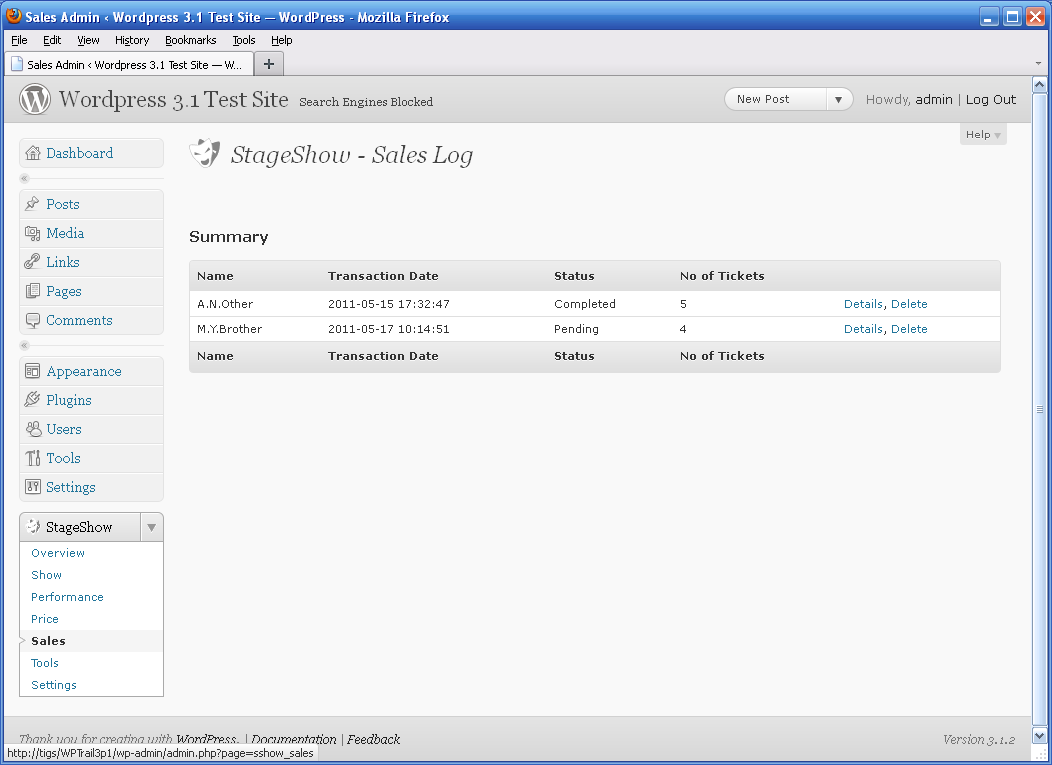 Sales Admin ‹ Wordpress 3.1 Test Site — WordPress - Mozilla Firefox
File Edit View History Bookmarks Tools Help
Sales Admin ‹ Wordpress 3.1 Test Site — W...
Wordpress 3.1 Test Site Search Engines Blocked New Post Howdy, admin | Log Out
Help
StageShow - Sales Log
Dashboard
Posts
Media
Links
Pages
Comments
Appearance
Plugins
Users
Tools
Settings
StageShow
Overview
Show
Performance
Price
Sales
Tools
Settings
Summary
Name Transaction Date Status No of Tickets
A.N.Other 2011-05-15 17:32:47 Completed 5 Details, Delete
M.Y.Brother 2011-05-17 10:14:51 Pending 4 Details, Delete
Name Transaction Date Status No of Tickets
Thank you for creating with WordPress. | Documentation | Feedback Version 3.1.2
http://tigs/WPTrail3p1/wp-admin/admin.php?page=sshow_sales